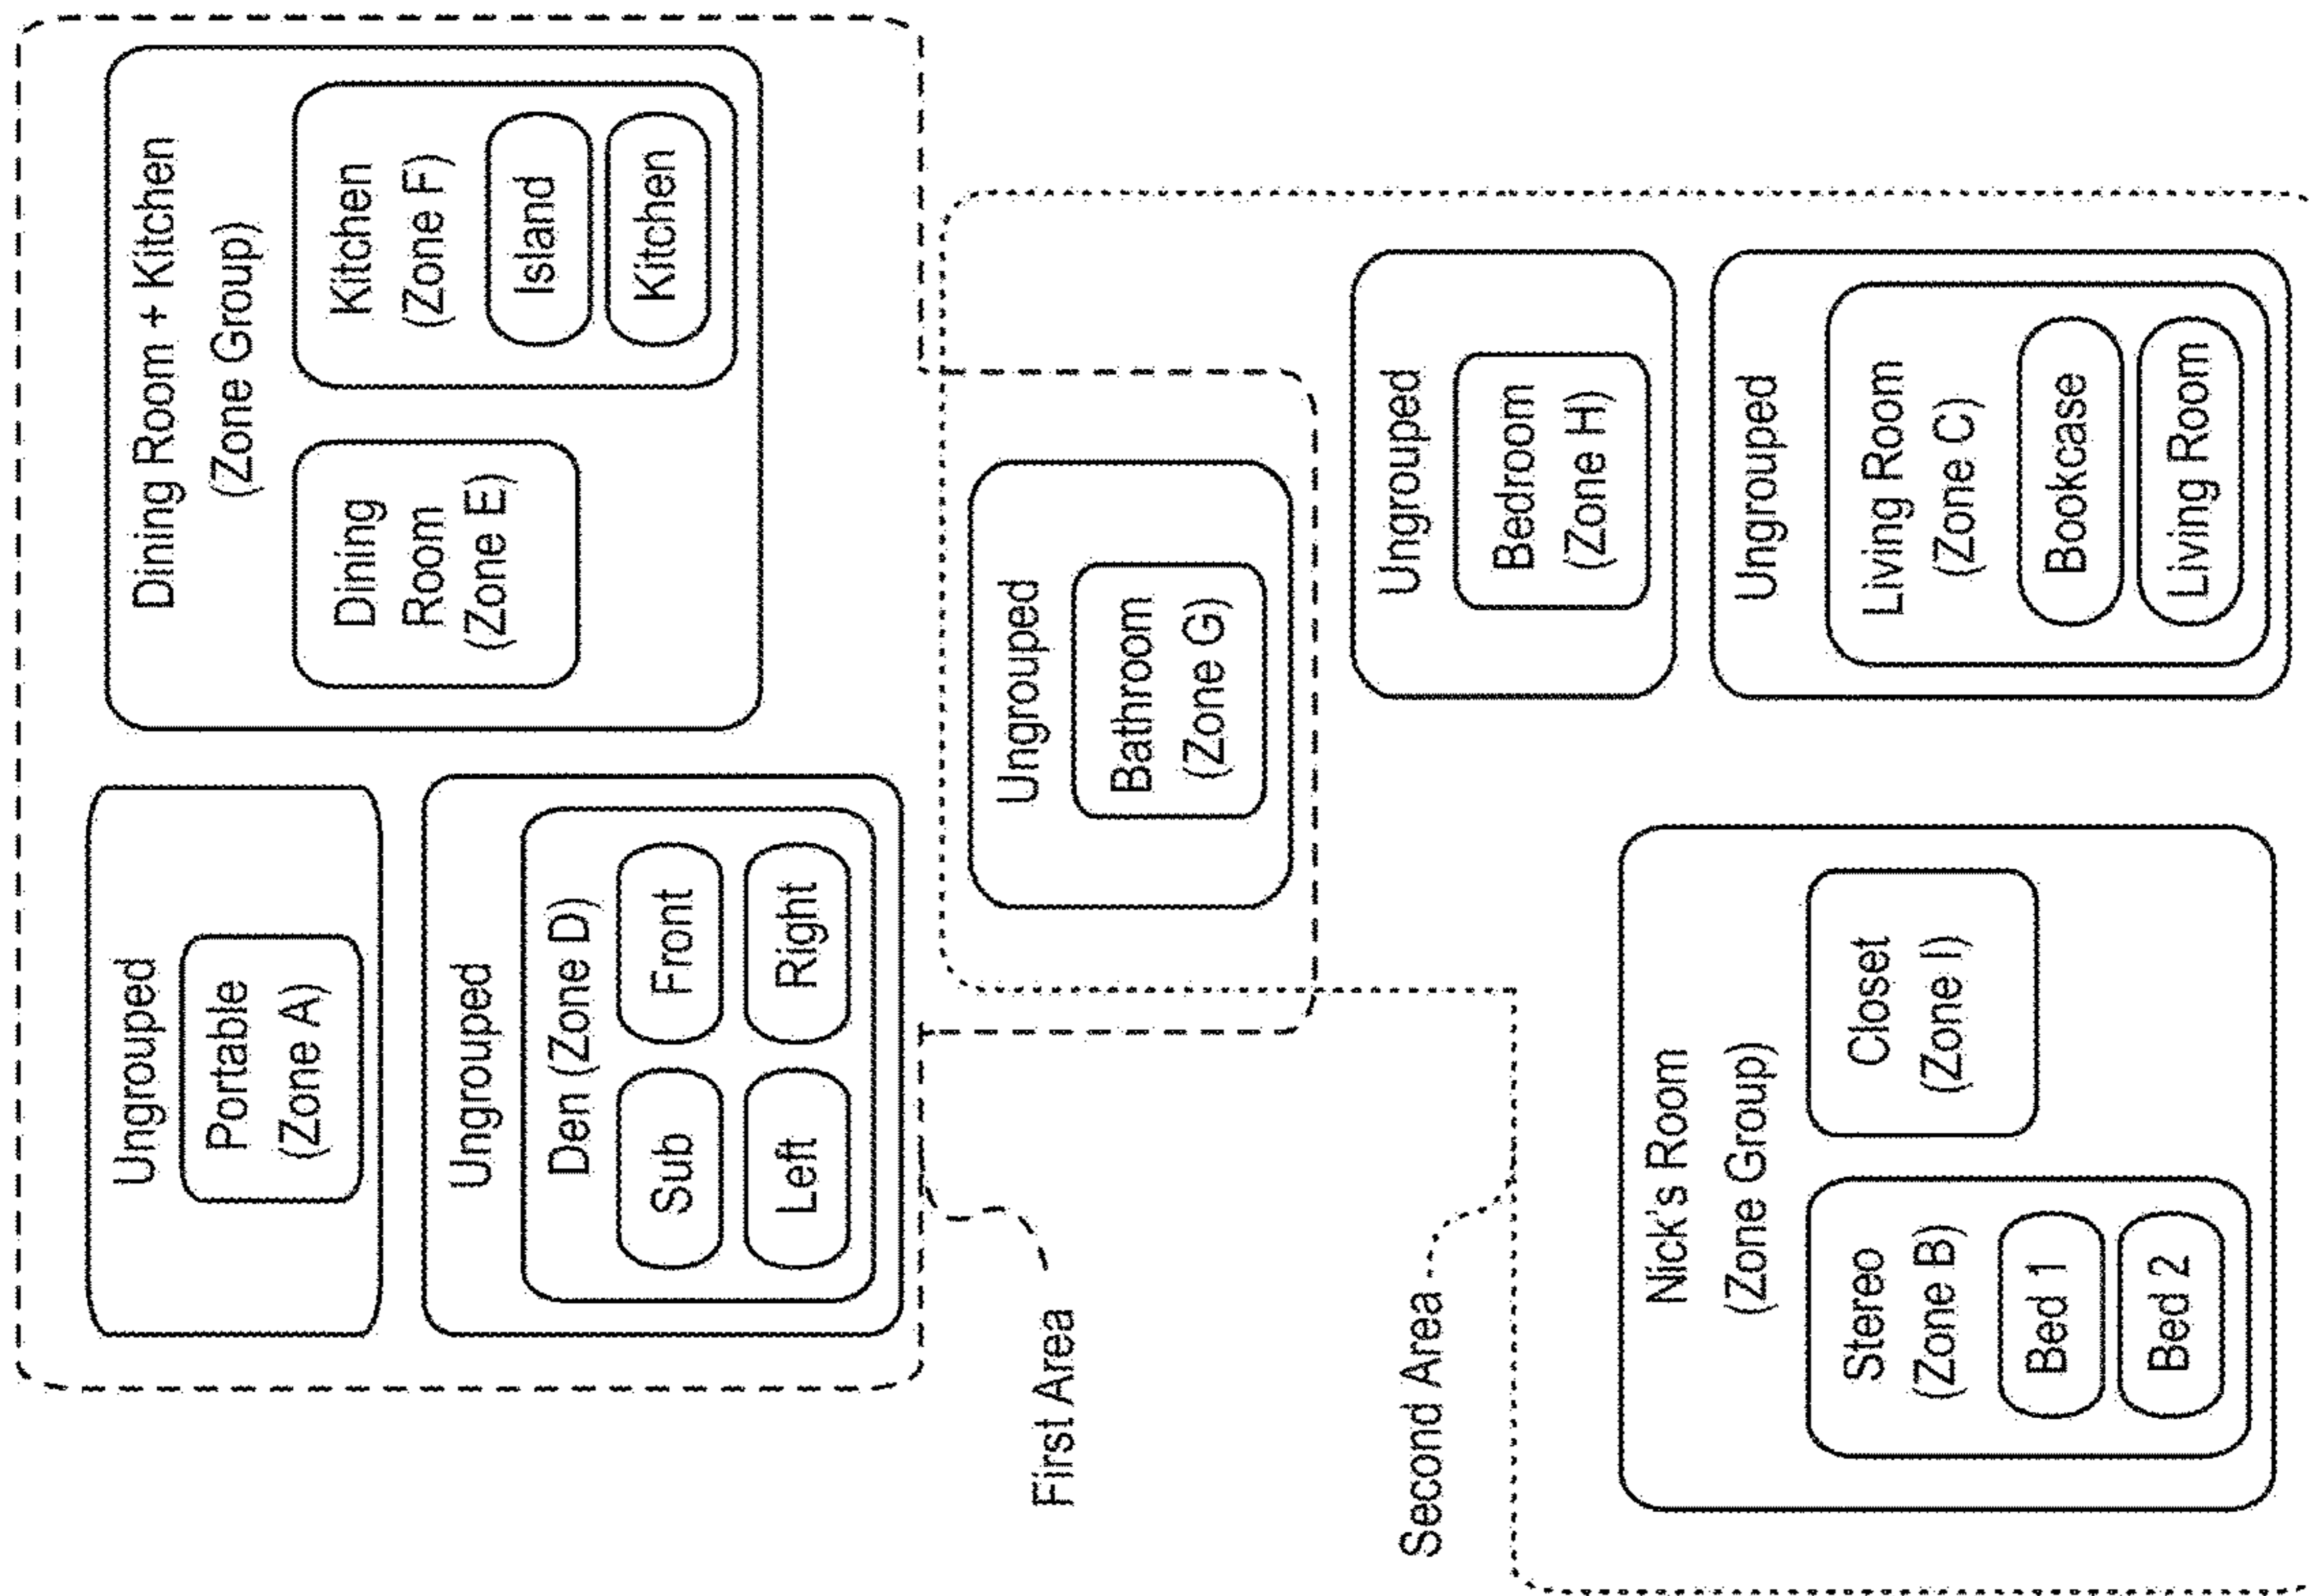 Ungrouped
Portable
(Zone A)
Ungrouped
Den (Zone D)
Sub
Front
Left
Right
Dining Room + Kitchen
(Zone Group)
Dining
Room
(Zone E)
Kitchen
(Zone F)
Island
Kitchen
First Area
Ungrouped
Bathroom
(Zone G)
Second Area
Ungrouped
Bedroom
(Zone H)
Nick's Room
(Zone Group)
Stereo
(Zone B)
Bed 1
Bed 2
Closet
(Zone I)
Ungrouped
Living Room
(Zone C)
Bookcase
Living Room